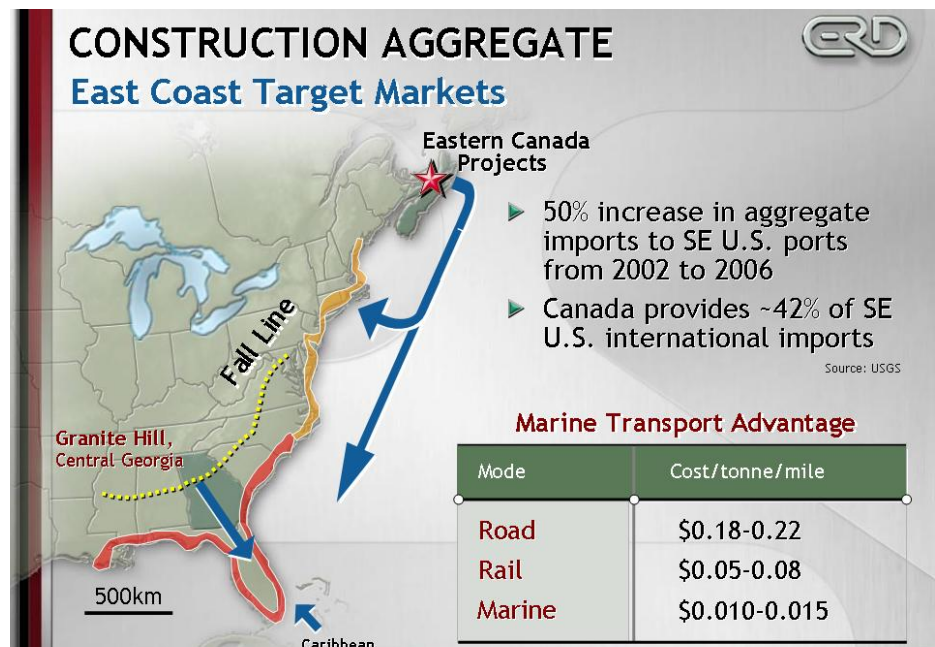 CONSTRUCTION AGGREGATE
East Coast Target Markets
ERD
Eastern Canada
Projects
50% increase in aggregate
imports to SE U.S. ports
from 2002 to 2006
Canada provides ~42% of SE
U.S. international imports
Source: USGS
Fall Line
Granite Hill,
Central Georgia
500km
Caribbean
Marine Transport Advantage
Mode Cost/tonne/mile
Road $0.18-0.22
Rail $0.05-0.08
Marine $0.010-0.015